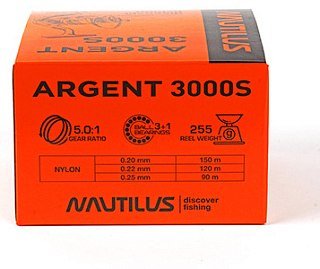 NAUTILUS
ARGENT
3000S
ARGENT 3000S
5.0:1
GEAR RATIO
BALL 3+1
BEARINGS
255
REEL WEIGHT
g
NYLON
0.20 mm 150 m
0.22 mm 120 m
0.25 mm 90 m
NAUTILUS discover
fishing